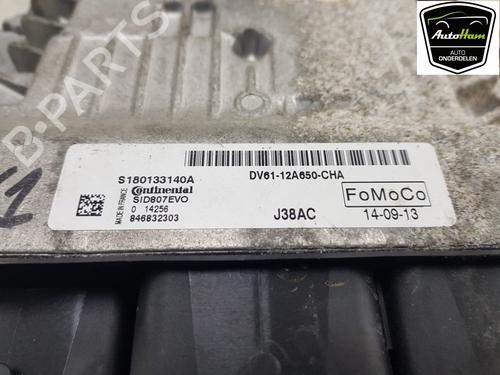 AutoHam
AUTO
ONDERDELEN
B-PARTS
S180133140A
Continental
SID807EVO
0 14256
846832303
MADE IN FRANCE
DV61-12A650-CHA
J38AC
FoMoCo
14-09-13